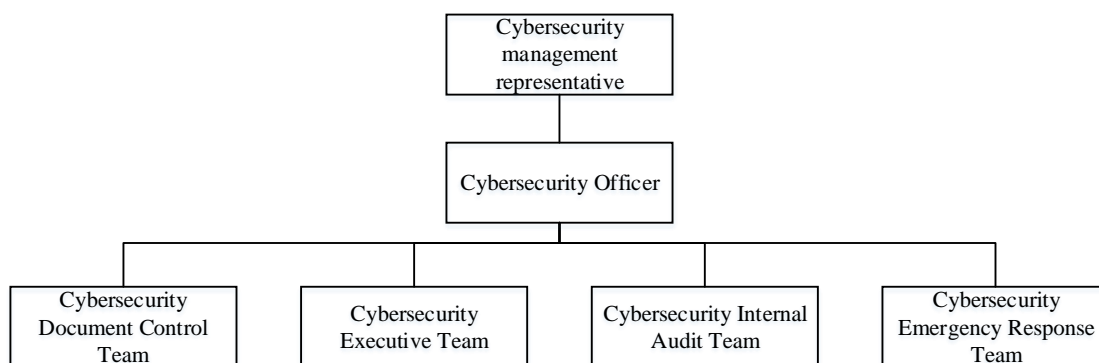 Cybersecurity
management
representative
Cybersecurity Officer
Cybersecurity
Document Control
Team
Cybersecurity
Executive Team
Cybersecurity Internal
Audit Team
Cybersecurity
Emergency Response
Team